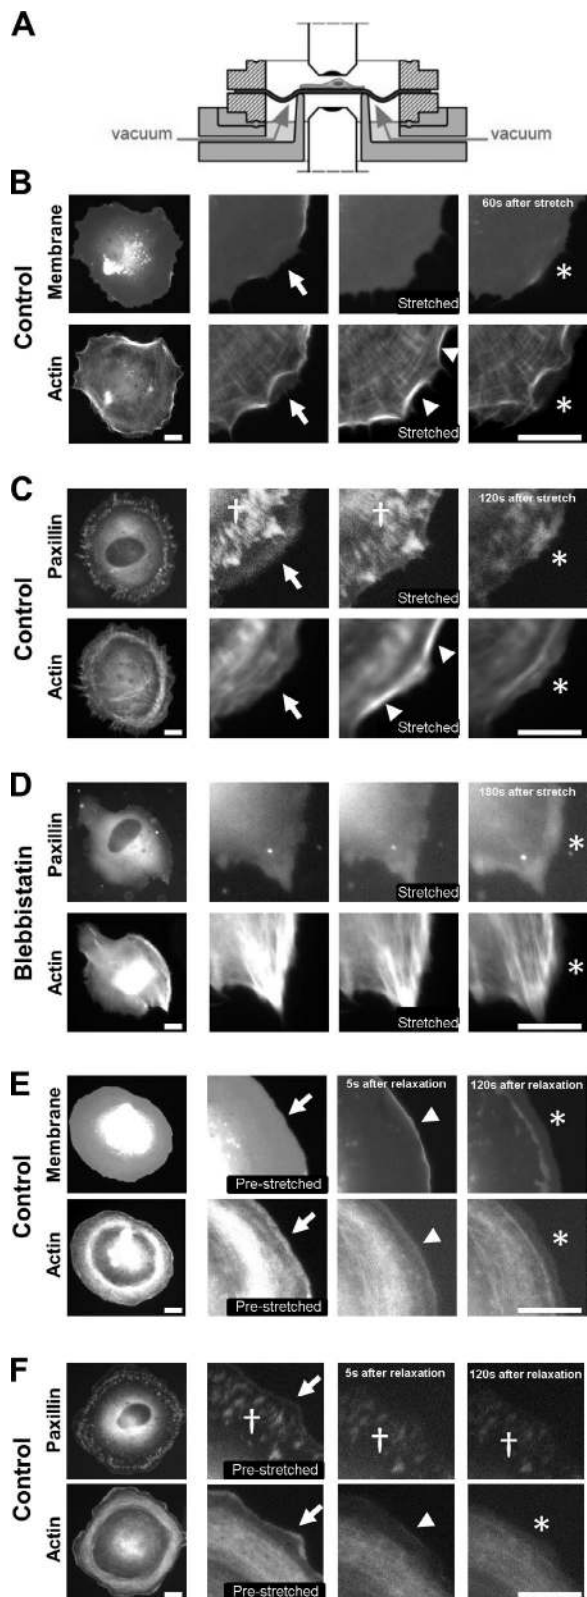 A
vacuum vacuum
B
Control
Membrane
60s after stretch
*
Stretched
Actin
*
Stretched
C
Control
Paxillin
† †
120s after stretch
*
Stretched
Actin
*
Stretched
D
Blebbistatin
Paxillin
180s after stretch
*
Stretched
Actin
*
Stretched
E
Control
Membrane
5s after relaxation 120s after relaxation
*
Pre-stretched
Actin
*
Pre-stretched
F
Control
Paxillin
5s after relaxation 120s after relaxation
† † †
Pre-stretched
Actin
*
Pre-stretched